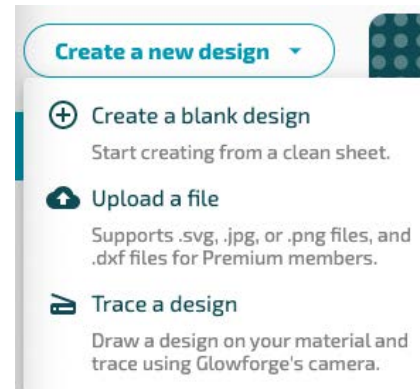 Create a new design
Create a blank design
Start creating from a clean sheet.
Upload a file
Supports .svg, .jpg, or .png files, and
.dxf files for Premium members.
Trace a design
Draw a design on your material and
trace using Glowforge's camera.